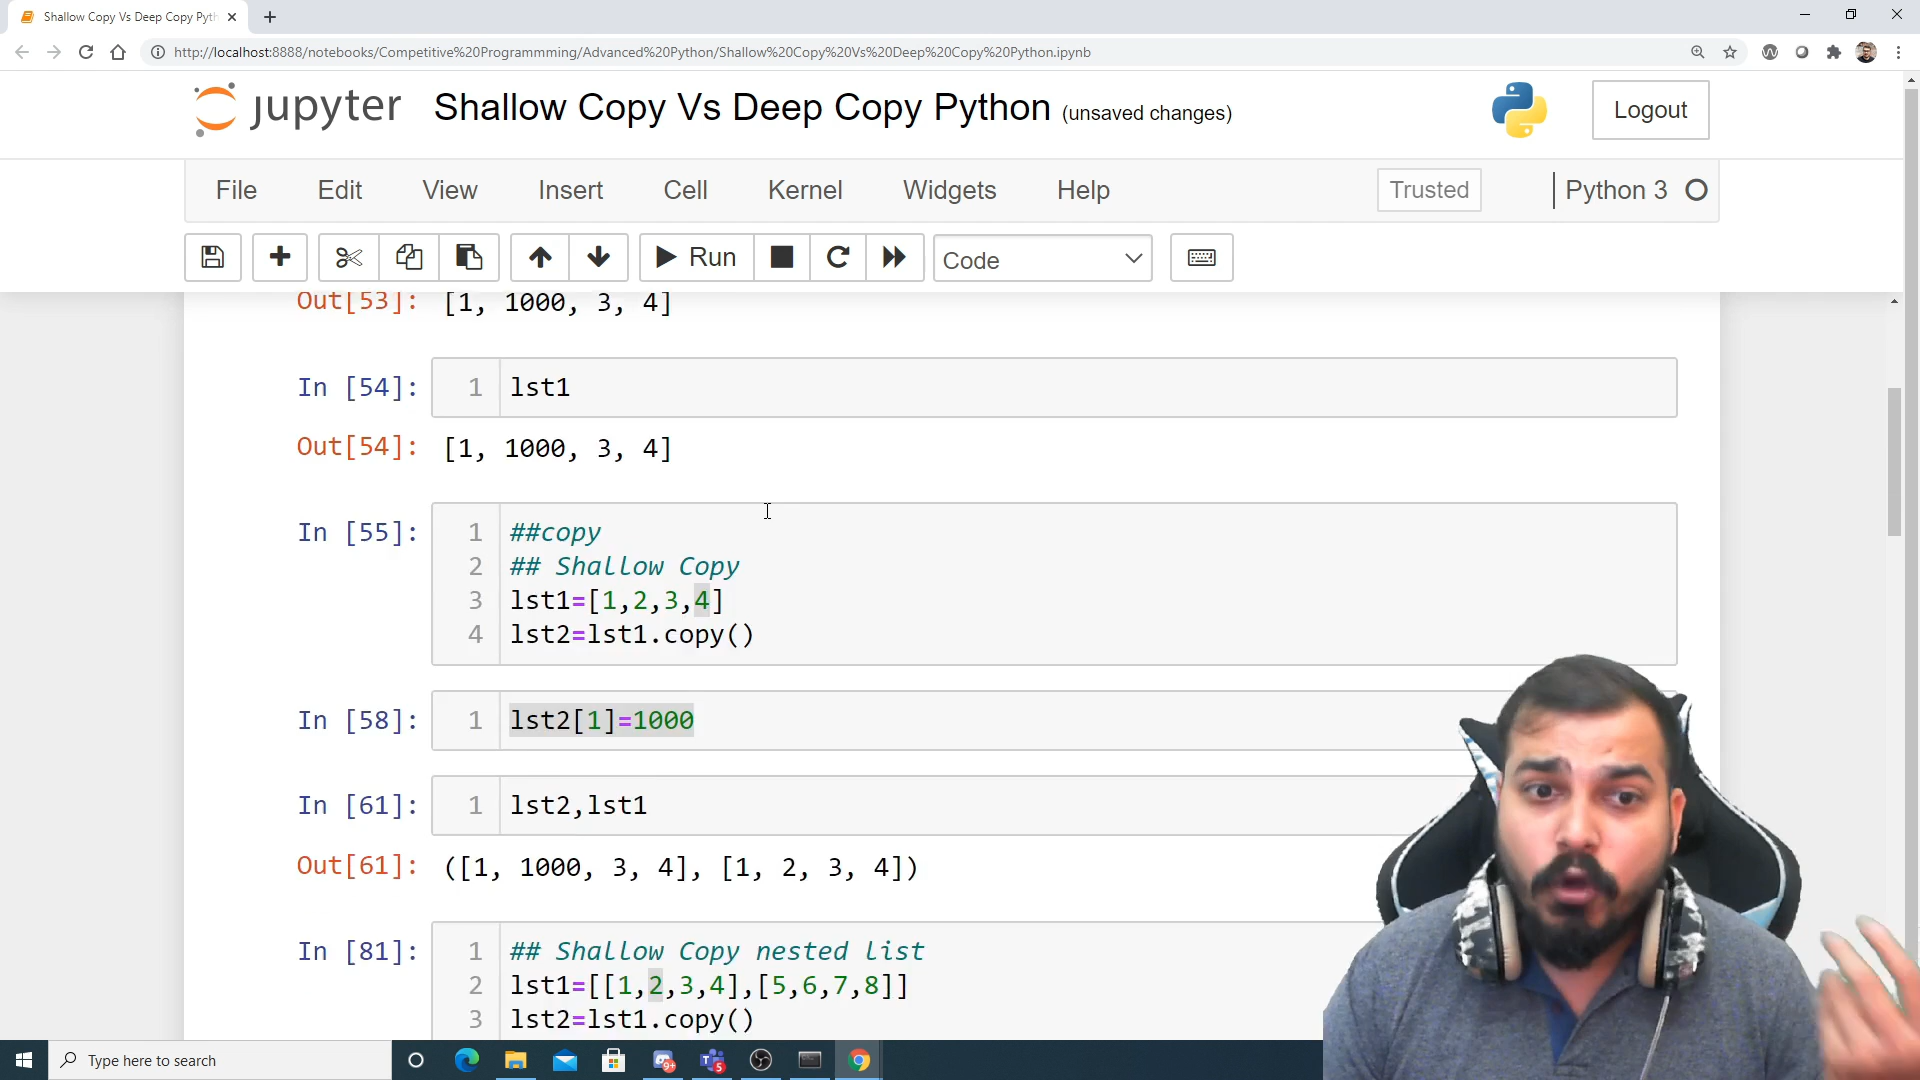 Shallow Copy Vs Deep Copy Pyth
http://localhost:8888/notebooks/Competitive%20Programmming/Advanced%20Python/Shallow%20Copy%20Vs%20Deep%20Copy%20Python.ipynb
jupyter Shallow Copy Vs Deep Copy Python (unsaved changes)
Logout
File Edit View Insert Cell Kernel Widgets Help Trusted Python 3
Run Code
Out[53]: [1, 1000, 3, 4]
In [54]: 1 lst1
Out[54]: [1, 1000, 3, 4]
In [55]: 1 ##copy
2 ## Shallow Copy
3 lst1=[1,2,3,4]
4 lst2=lst1.copy()
In [58]: 1 lst2[1]=1000
In [61]: 1 lst2,lst1
Out[61]: ([1, 1000, 3, 4], [1, 2, 3, 4])
In [81]: 1 ## Shallow Copy nested list
2 lst1=[[1,2,3,4],[5,6,7,8]]
3 lst2=lst1.copy()
Type here to search
9+
5